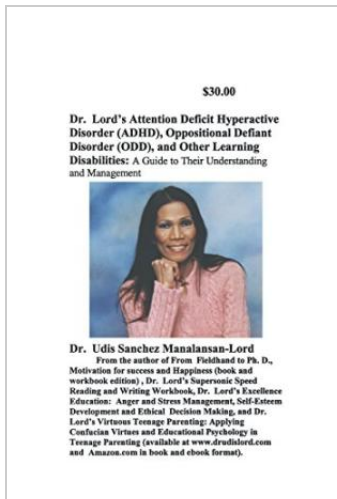 $30.00
Dr. Lord's Attention Deficit Hyperactive
Disorder (ADHD), Oppositional Defiant
Disorder (ODD), and Other Learning
Disabilities: A Guide to Their Understanding
and Management
Dr. Udis Sanchez Manalansan-Lord
From the author of From Fieldhand to Ph. D.,
Motivation for success and Happiness (book and
workbook edition) , Dr. Lord's Supersonic Speed
Reading and Writing Workbook, Dr. Lord's Excellence
Education: Anger and Stress Management, Self-Esteem
Development and Ethical Decision Making, and Dr.
Lord's Virtuous Teenage Parenting: Applying
Confucian Virtues and Educational Psychology in
Teenage Parenting (available at www.drudislord.com
and Amazon.com in book and ebook format).